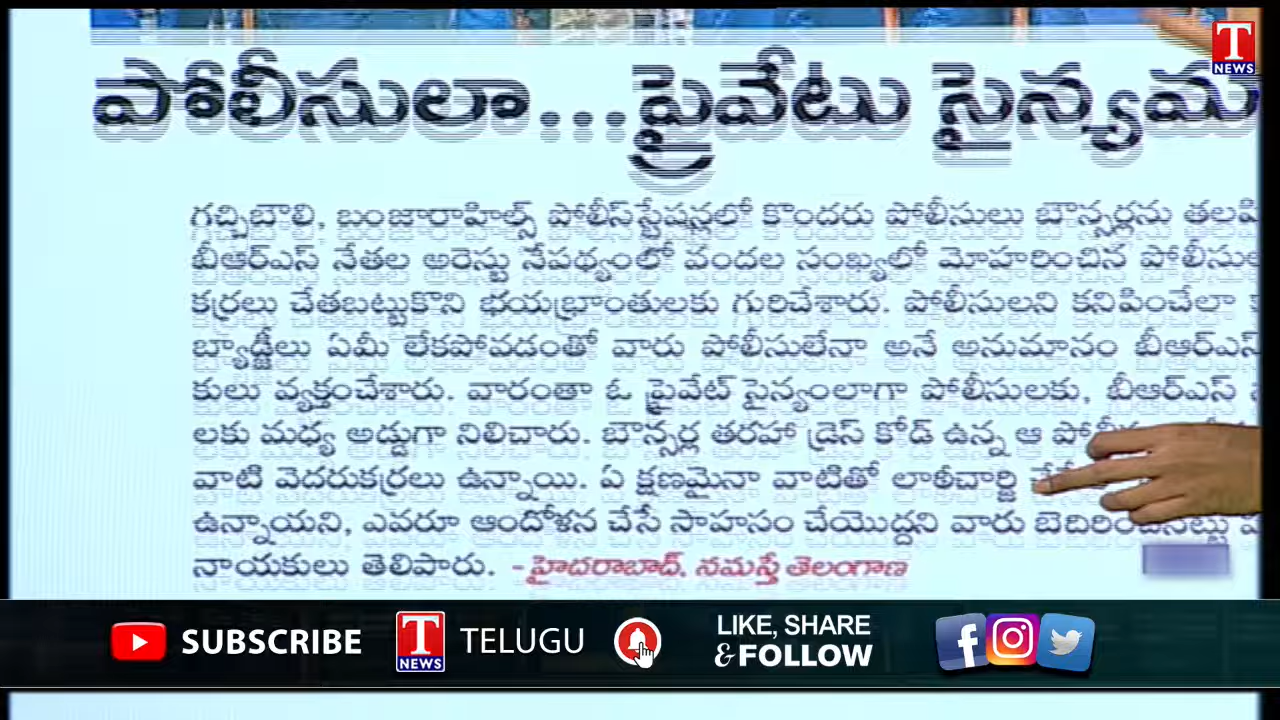 T
NEWS
పోలీసులా...ప్రైవేటు సైన్యమ
గచ్చిబౌలి, బంజారాహిల్స్ పోలీస్‌స్టేషన్లలో కొందరు పోలీసులు బౌన్సర్లను
బీఆర్ఎస్ నేతల అరెస్టు నేపథ్యంలో వందల సంఖ్యలో మోహరించిన
కర్రలు చేతబట్టుకొని భయభ్రాంతులకు గురిచేశారు. పోలీసులని కనిపించేలా
బ్యాడ్జీలు ఏమీ లేకపోవడంతో వారు పోలీసులేనా అనే అనుమానం బీఆర్ఎస్
కులు వ్యక్తంచేశారు. వారంతా ఓ ప్రైవేట్ సైన్యంలాగా పోలీసులకు, బీఆర్ఎస్
లకు మధ్య అడ్డుగా నిలిచారు. బౌన్సర్ల తరహా డ్రెస్ కోడ్ ఉన్న ఆ
వాటి వెదరుకర్రలు ఉన్నాయి. ఏ క్షణమైనా వాటితో లాఠీచార్జి
ఉన్నాయని, ఎవరూ ఆందోళన చేసే సాహసం చేయొద్దని వారు
నాయకులు తెలిపారు. - హైదరాబాద్, నమస్తే తెలంగాణ
SUBSCRIBE T NEWS TELUGU LIKE, SHARE
& FOLLOW